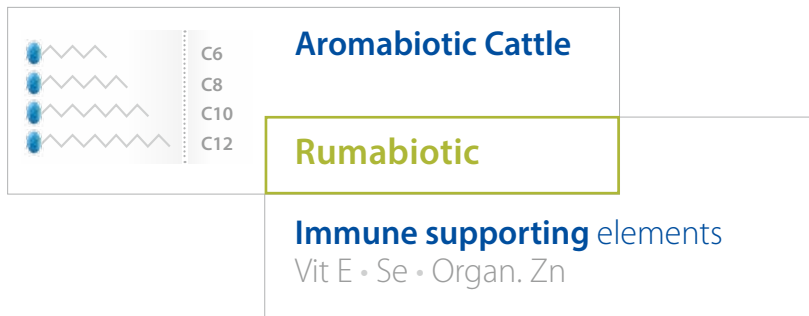 C6
C8
C10
C12
Aromabiotic Cattle
Rumabiotic
Immune supporting elements
Vit E • Se • Organ. Zn